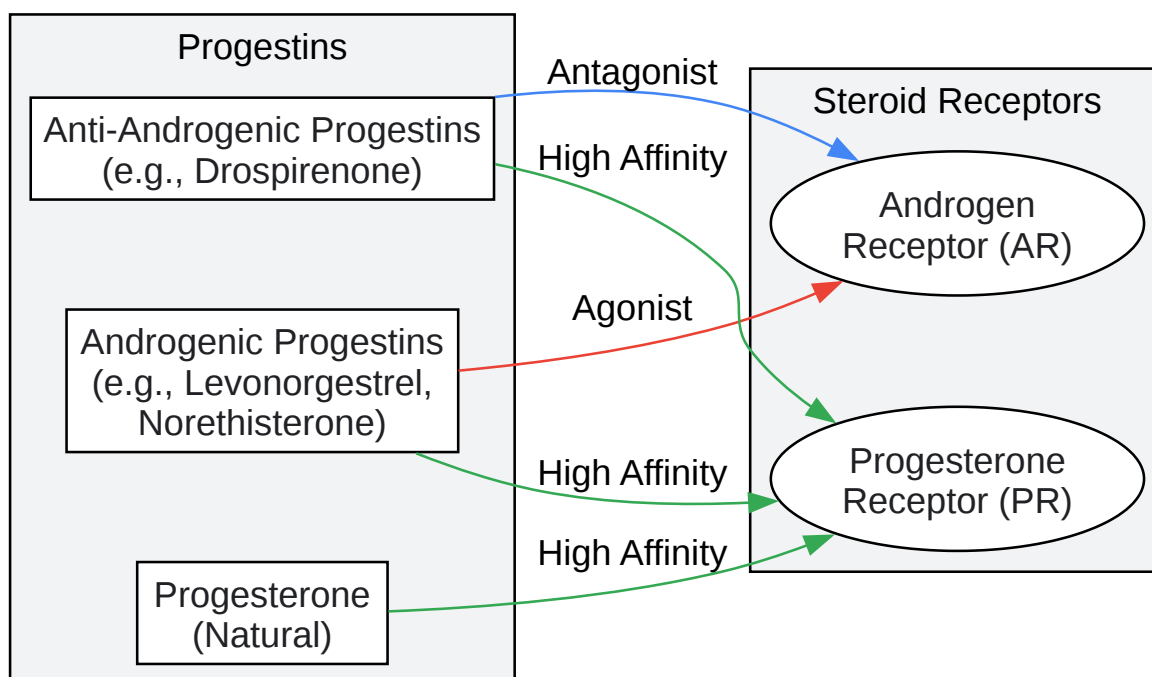 Progestins
Anti-Androgenic Progestins
(e.g., Drospirenone)
Androgenic Progestins
(e.g., Levonorgestrel,
Norethisterone)
Progesterone
(Natural)
Antagonist
High Affinity
Agonist
High Affinity
High Affinity
Steroid Receptors
Androgen
Receptor (AR)
Progesterone
Receptor (PR)